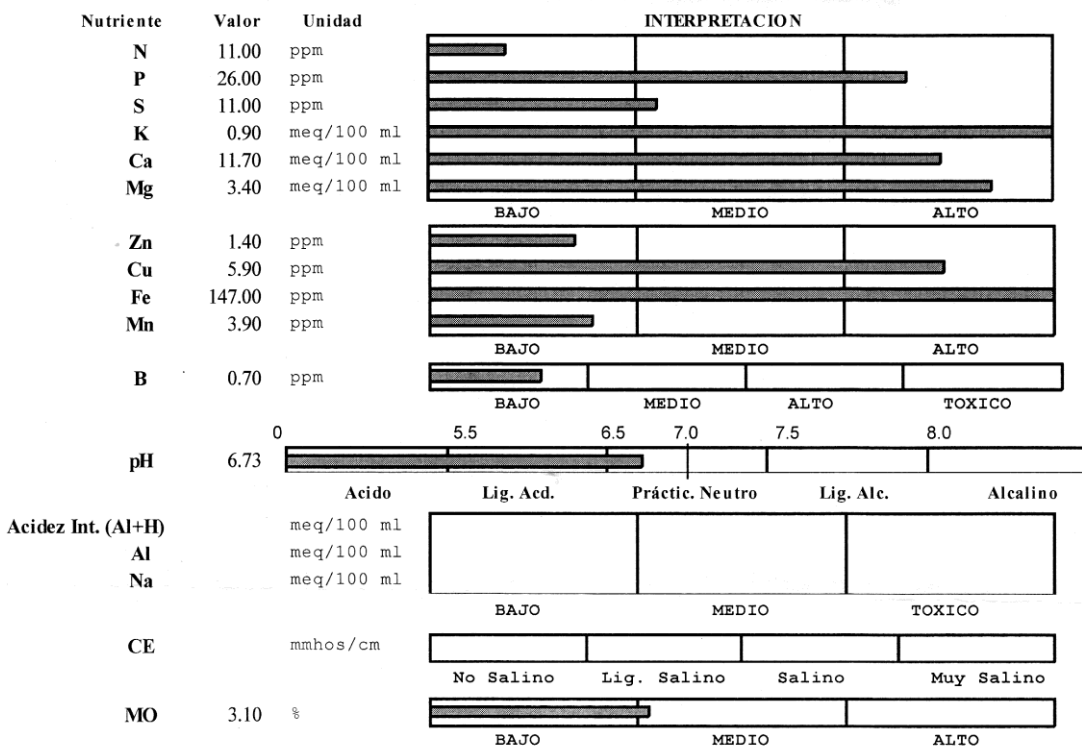 Nutriente Valor Unidad INTERPRETACION
N 11.00 ppm
P 26.00 ppm
S 11.00 ppm
K 0.90 meq/100 ml
Ca 11.70 meq/100 ml
Mg 3.40 meq/100 ml
BAJO MEDIO ALTO
Zn 1.40 ppm
Cu 5.90 ppm
Fe 147.00 ppm
Mn 3.90 ppm
BAJO MEDIO ALTO
B 0.70 ppm
BAJO MEDIO ALTO TOXICO
0 5.5 6.5 7.0 7.5 8.0
pH 6.73
Acido Lig. Acd. Práctic. Neutro Lig. Alc. Alcalino
Acidez Int. (Al+H) meq/100 ml
Al meq/100 ml
Na meq/100 ml
BAJO MEDIO TOXICO
CE mmhos/cm
No Salino Lig. Salino Salino Muy Salino
MO 3.10 %
BAJO MEDIO ALTO